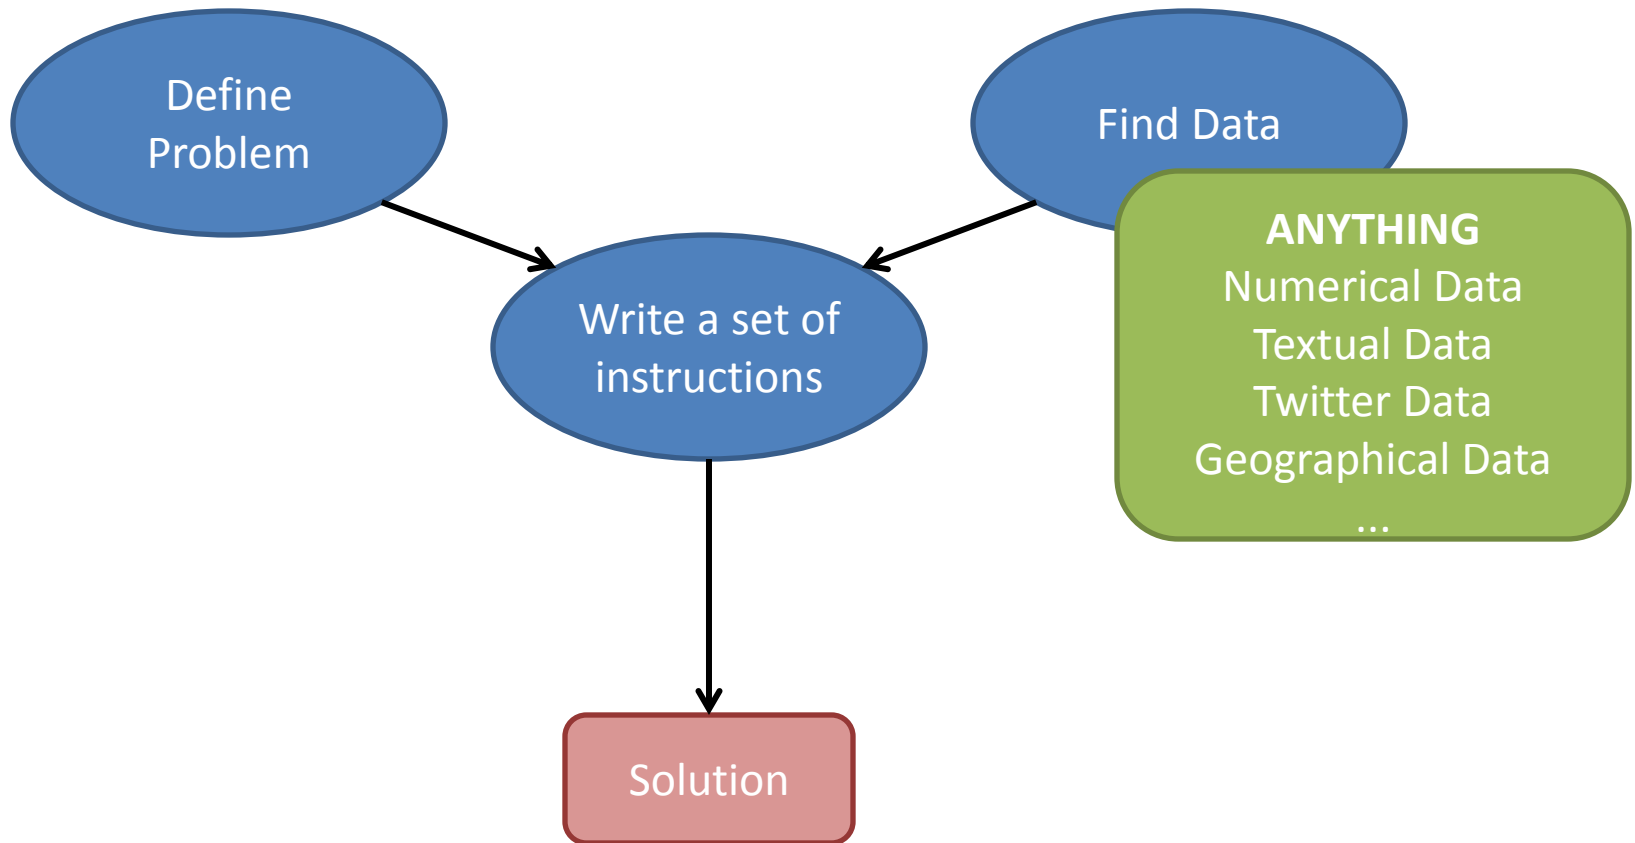 Define
Problem
Find Data
ANYTHING
Numerical Data
Textual Data
Twitter Data
Geographical Data
...
Write a set of
instructions
Solution